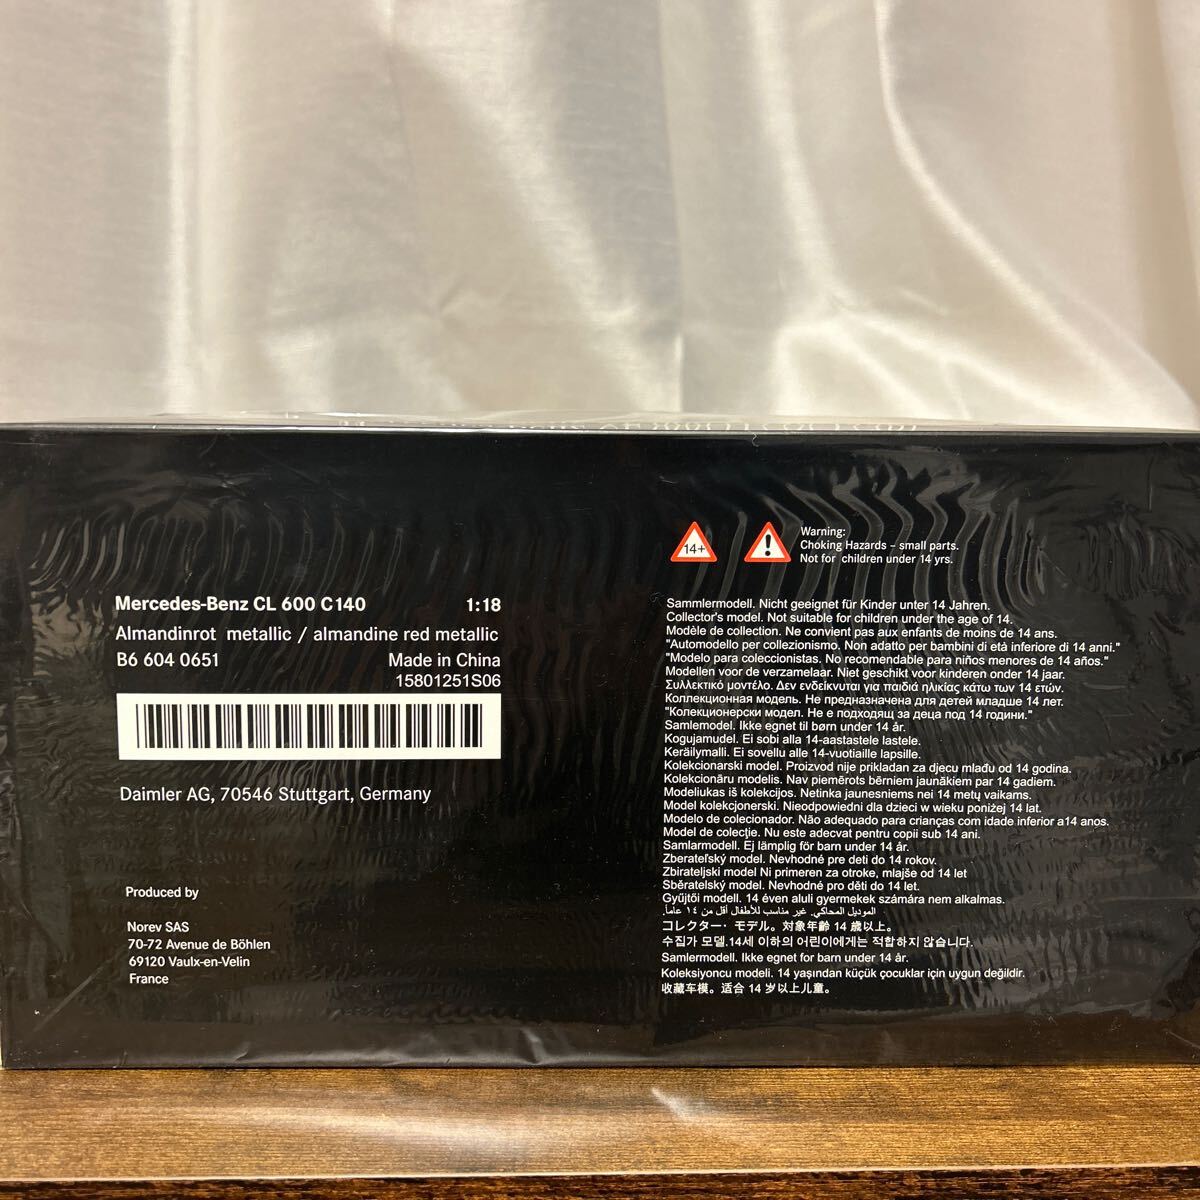 Mercedes-Benz CL 600 C140 1:18
Almandinrot metallic / almandine red metallic
B6 604 0651 Made in China
15801251S06
Daimler AG, 70546 Stuttgart, Germany
Produced by
Norev SAS
70-72 Avenue de Böhlen
69120 Vaulx-en-Velin
France
14+
!
Warning:
Choking Hazards - small parts.
Not for children under 14 yrs.
Sammlermodell. Nicht geeignet für Kinder unter 14 Jahren.
Collector's model. Not suitable for children under the age of 14.
Modèle de collection. Ne convient pas aux enfants de moins de 14 ans.
"Automodello per collezionismo. Non adatto per bambini di età inferiore di 14 anni."
"Modelo para coleccionistas. No recomendable para niños menores de 14 años."
Modellen voor de verzamelaar. Niet geschikt voor kinderen onder 14 jaar.
Συλλεκτικό μοντέλο. Δεν ενδείκνυται για παιδιά ηλικίας κάτω των 14 ετών.
Коллекционная модель. Не предназначена для детей младше 14 лет.
"Колекционерски модел. Не е подходящ за деца под 14 години."
Samlemodel. Ikke egnet til børn under 14 år.
Kogujamudel. Ei sobi alla 14-aastastele lastele.
Keräilymalli. Ei sovellu alle 14-vuotiaille lapsille.
Kolekcionarski model. Proizvod nije prikladan za djecu mlađu od 14 godina.
Kolekcionāru modelis. Nav piemērots bērniem jaunākiem par 14 gadiem.
Modeliukas iš kolekcijos. Netinka jaunesniems nei 14 metų vaikams.
Model kolekcjonerski. Nieodpowiedni dla dzieci w wieku poniżej 14 lat.
Modelo de colecionador. Não adequado para crianças com idade inferior a14 anos.
Model de colecţie. Nu este adecvat pentru copii sub 14 ani.
Samlarmodell. Ej lämplig för barn under 14 år.
Zberateľský model. Nevhodné pre deti do 14 rokov.
Zbirateljski model Ni primeren za otroke, mlajše od 14 let
Sběratelský model. Nevhodné pro děti do 14 let.
Gyűjtői modell. 14 éven aluli gyermekek számára nem alkalmas.
الموديل المحاكي. غير مناسب للأطفال أقل من ١٤ عاماً.
コレクター・モデル。対象年齢 14 歳以上。
수집가 모델.14세 이하의 어린이에게는 적합하지 않습니다.
Samlermodell. Ikke egnet for barn under 14 år.
Koleksiyoncu modeli. 14 yaşından küçük çocuklar için uygun değildir.
收藏车模。适合 14 岁以上儿童。